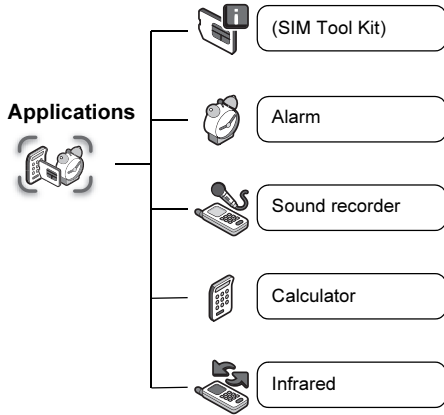 (SIM Tool Kit)
Applications
Alarm
Sound recorder
Calculator
Infrared